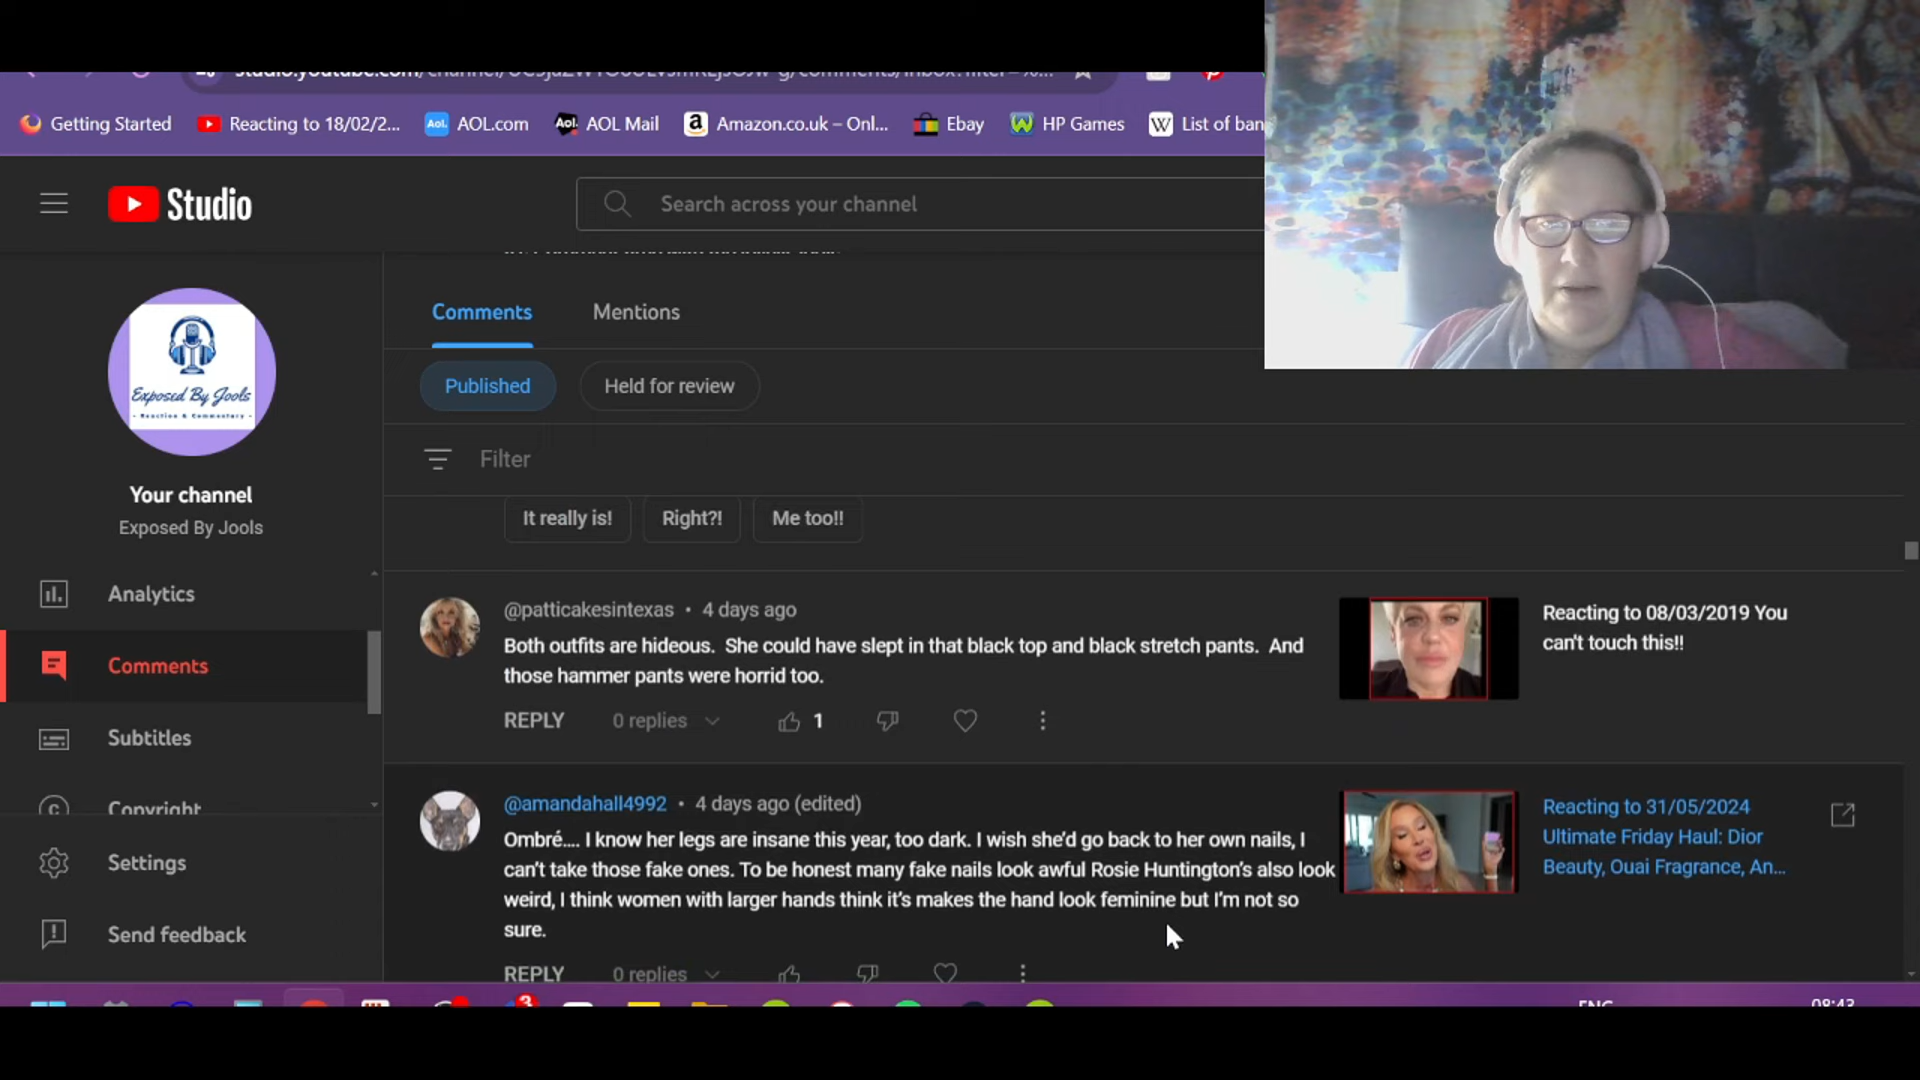 Getting Started
Reacting to 18/02/2...
Aol.
AOL.com
Aol.
AOL Mail
Amazon.co.uk – Onl...
Ebay
HP Games
W
List of ban
Studio
Search across your channel
Exposed By Jools
- Reaction & Commentary -
Your channel
Exposed By Jools
Analytics
Comments
Subtitles
Copyright
Settings
Send feedback
Comments
Mentions
Published
Held for review
Filter
It really is!
Right?!
Me too!!
@patticakesintexas • 4 days ago
Both outfits are hideous. She could have slept in that black top and black stretch pants. And
those hammer pants were horrid too.
REPLY
0 replies
1
Reacting to 08/03/2019 You
can't touch this!!
@amandahall4992 • 4 days ago (edited)
Ombré.... I know her legs are insane this year, too dark. I wish she'd go back to her own nails, I
can't take those fake ones. To be honest many fake nails look awful Rosie Huntington's also look
weird, I think women with larger hands think it's makes the hand look feminine but I'm not so
sure.
REPLY
0 replies
Reacting to 31/05/2024
Ultimate Friday Haul: Dior
Beauty, Ouai Fragrance, An...
3
ENG
08:43